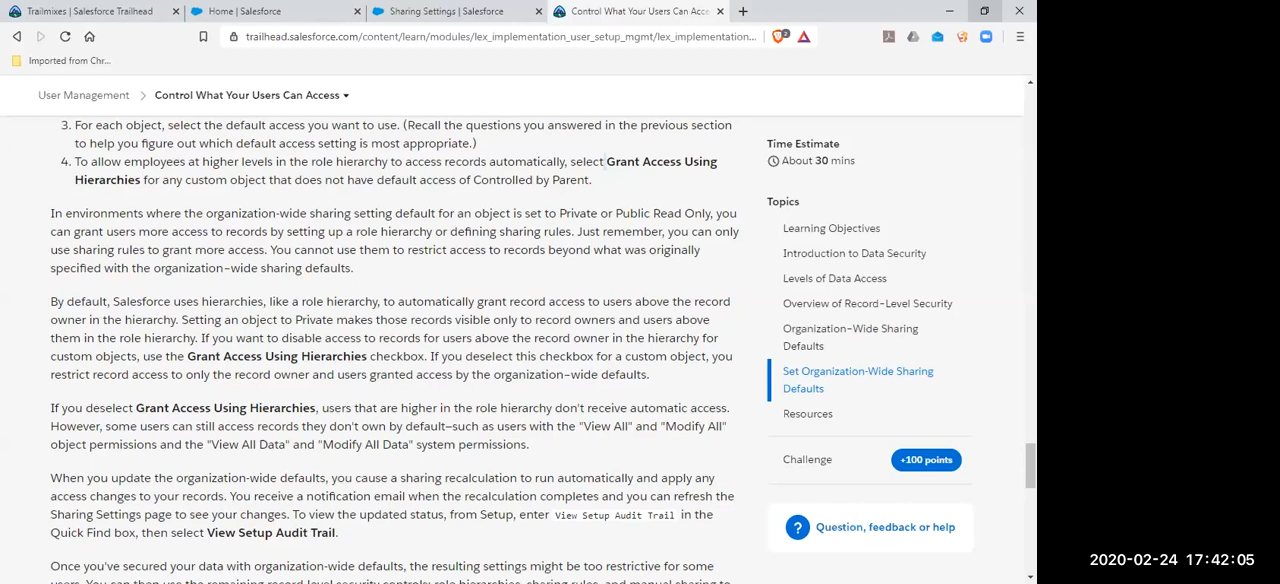 Trailmixes | Salesforce Trailhead
Home | Salesforce
Sharing Settings | Salesforce
Control What Your Users Can Acce
trailhead.salesforce.com/content/learn/modules/lex_implementation_user_setup_mgmt/lex_implementation...
2
Imported from Chr...
User Management > Control What Your Users Can Access
3. For each object, select the default access you want to use. (Recall the questions you answered in the previous section
to help you figure out which default access setting is most appropriate.)
4. To allow employees at higher levels in the role hierarchy to access records automatically, select Grant Access Using
Hierarchies for any custom object that does not have default access of Controlled by Parent.
In environments where the organization-wide sharing setting default for an object is set to Private or Public Read Only, you
can grant users more access to records by setting up a role hierarchy or defining sharing rules. Just remember, you can only
use sharing rules to grant more access. You cannot use them to restrict access to records beyond what was originally
specified with the organization-wide sharing defaults.
By default, Salesforce uses hierarchies, like a role hierarchy, to automatically grant record access to users above the record
owner in the hierarchy. Setting an object to Private makes those records visible only to record owners and users above
them in the role hierarchy. If you want to disable access to records for users above the record owner in the hierarchy for
custom objects, use the Grant Access Using Hierarchies checkbox. If you deselect this checkbox for a custom object, you
restrict record access to only the record owner and users granted access by the organization-wide defaults.
If you deselect Grant Access Using Hierarchies, users that are higher in the role hierarchy don't receive automatic access.
However, some users can still access records they don't own by default—such as users with the "View All" and "Modify All"
object permissions and the "View All Data" and "Modify All Data" system permissions.
When you update the organization-wide defaults, you cause a sharing recalculation to run automatically and apply any
access changes to your records. You receive a notification email when the recalculation completes and you can refresh the
Sharing Settings page to see your changes. To view the updated status, from Setup, enter View Setup Audit Trail in the
Quick Find box, then select View Setup Audit Trail.
Once you've secured your data with organization-wide defaults, the resulting settings might be too restrictive for some
users. You can then use the remaining record-level security controls: role hierarchies, sharing rules, and manual sharing to
Time Estimate
About 30 mins
Topics
Learning Objectives
Introduction to Data Security
Levels of Data Access
Overview of Record-Level Security
Organization-Wide Sharing
Defaults
Set Organization-Wide Sharing
Defaults
Resources
Challenge
+100 points
? Question, feedback or help
2020-02-24 17:42:05